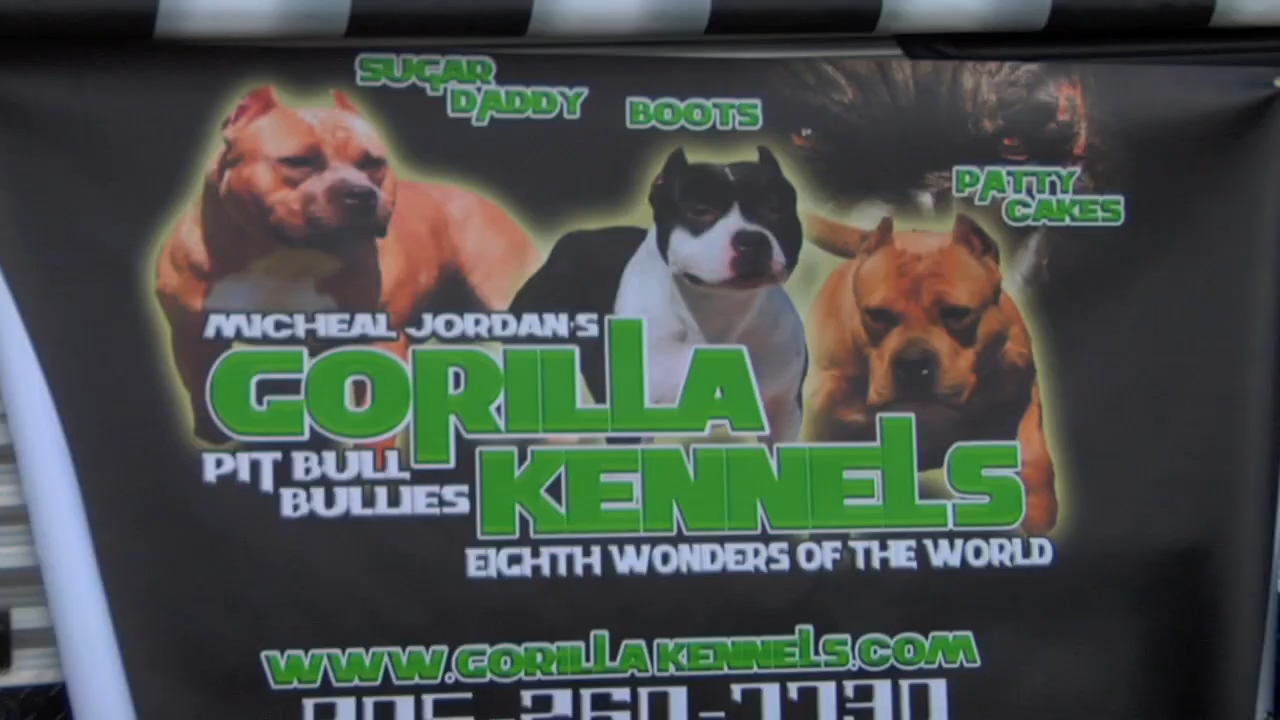 SUGAR
DADDY
BOOTS
PATTY
CAKES
MICHEAL JORDAN'S
GORILLA
PIT BULL
BULLIES
KENNELS
EIGHTH WONDERS OF THE WORLD
WWW.GORILLAKENNELS.COM